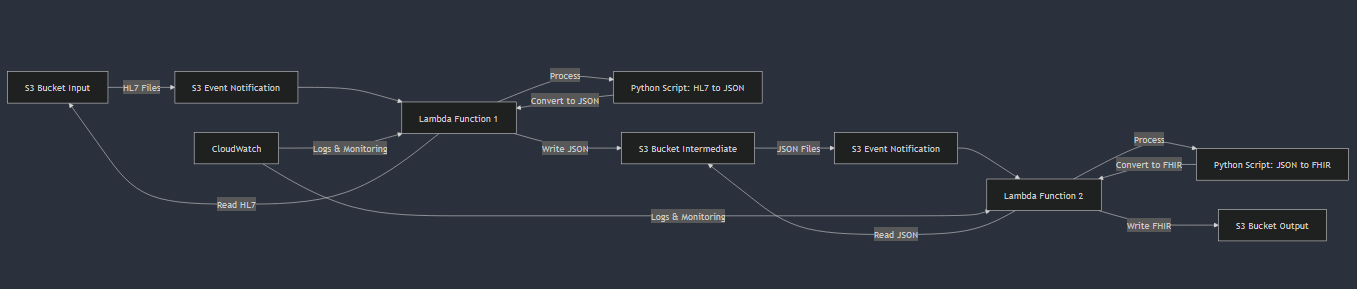 S3 Bucket Input
HL7 Files
S3 Event Notification
CloudWatch
Logs & Monitoring
Read HL7
Lambda Function 1
Process
Convert to JSON
Python Script: HL7 to JSON
Write JSON
S3 Bucket Intermediate
JSON Files
S3 Event Notification
Logs & Monitoring
Read JSON
Lambda Function 2
Process
Convert to FHIR
Python Script: JSON to FHIR
Write FHIR
S3 Bucket Output